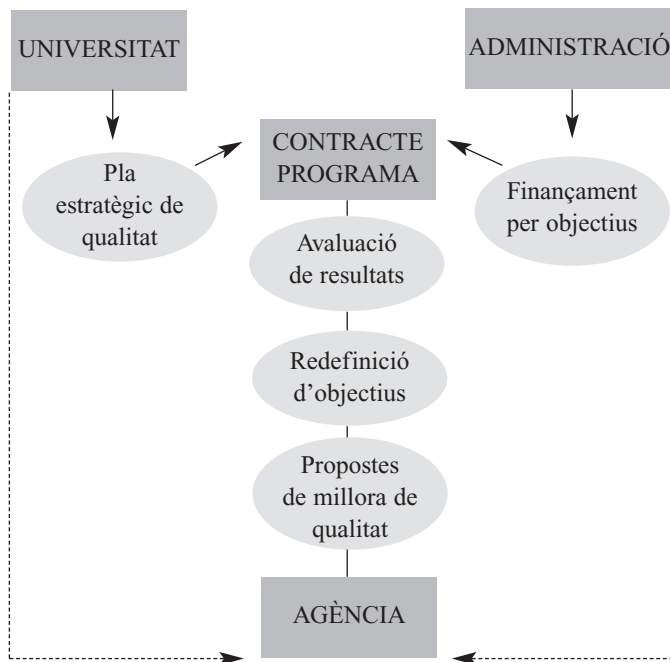 UNIVERSITAT
ADMINISTRACIÓ
CONTRACTE
PROGRAMA
Pla
estratègic de
qualitat
Finançament
per objectius
Avaluació
de resultats
Redefinició
d’objectius
Propostes
de millora de
qualitat
AGÈNCIA